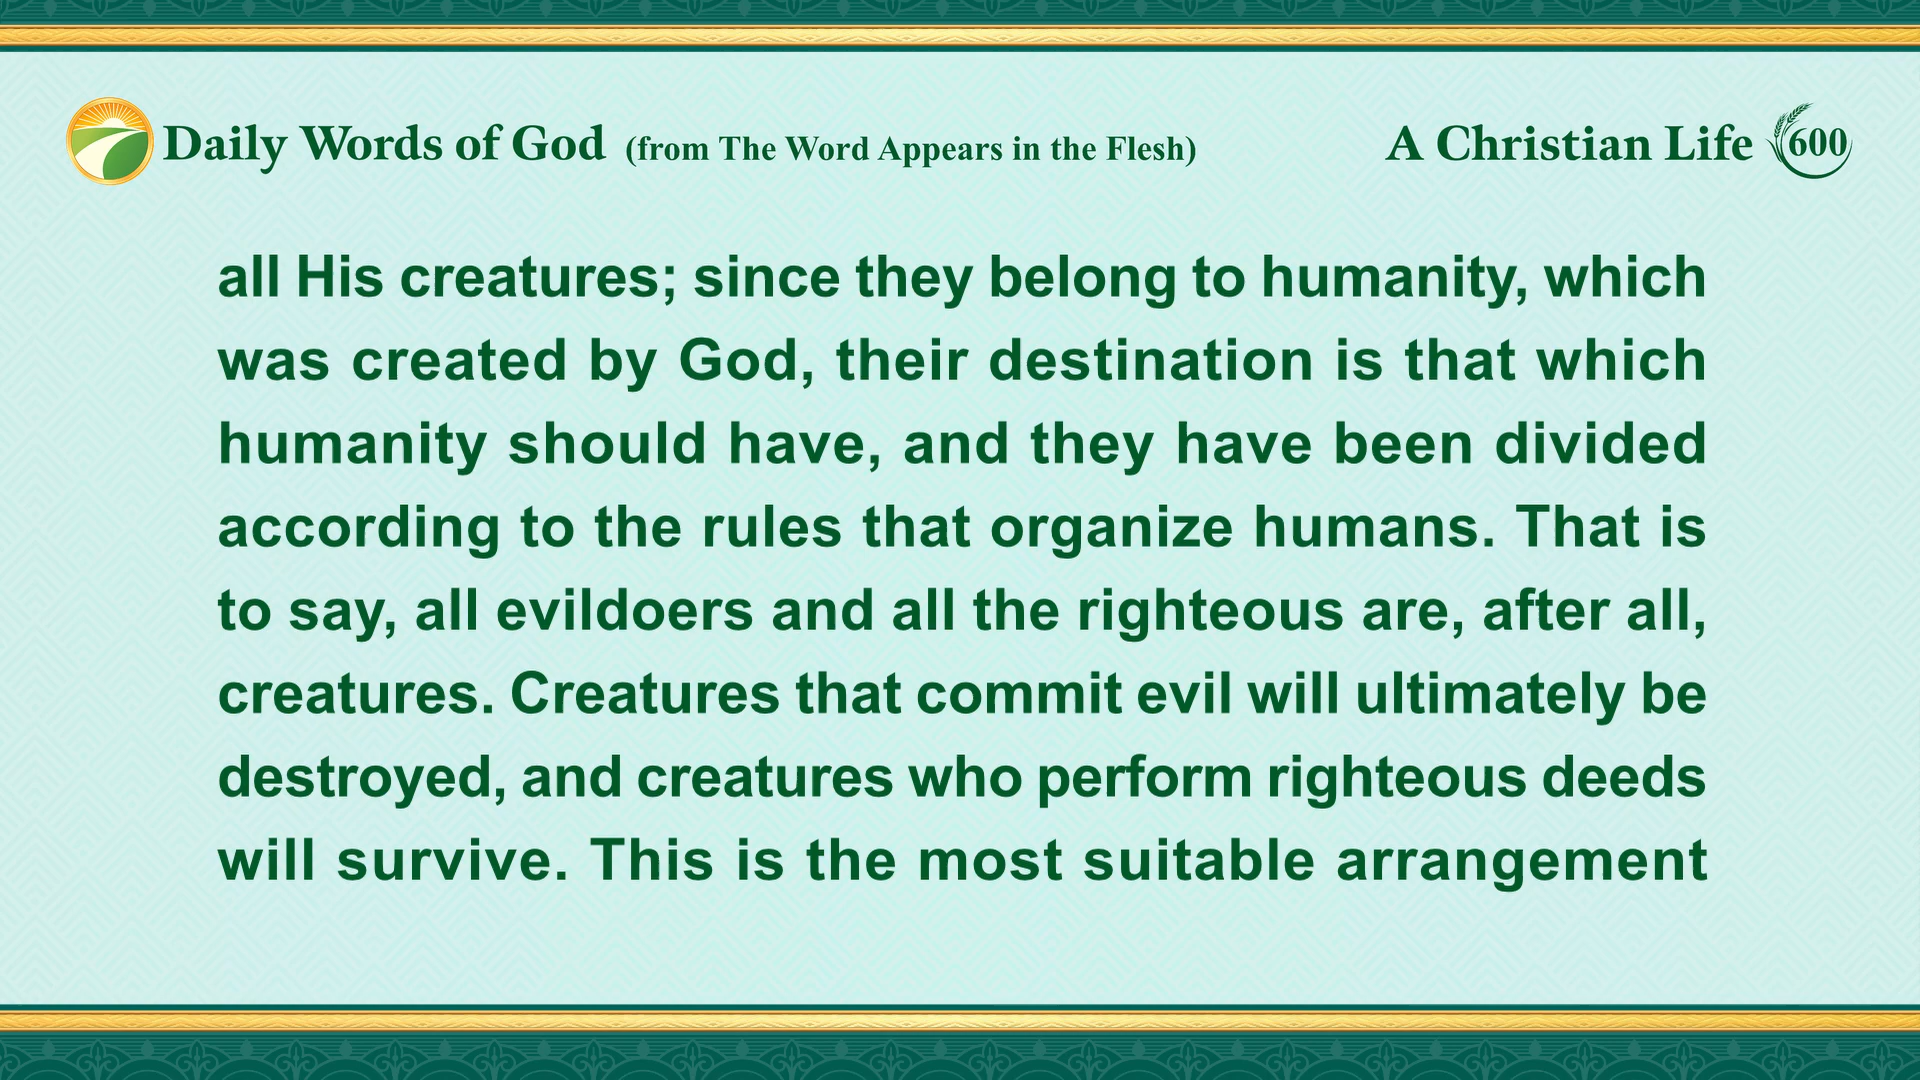 Daily Words of God (from The Word Appears in the Flesh)
A Christian Life 600
all His creatures; since they belong to humanity, which
was created by God, their destination is that which
humanity should have, and they have been divided
according to the rules that organize humans. That is
to say, all evildoers and all the righteous are, after all,
creatures. Creatures that commit evil will ultimately be
destroyed, and creatures who perform righteous deeds
will survive. This is the most suitable arrangement